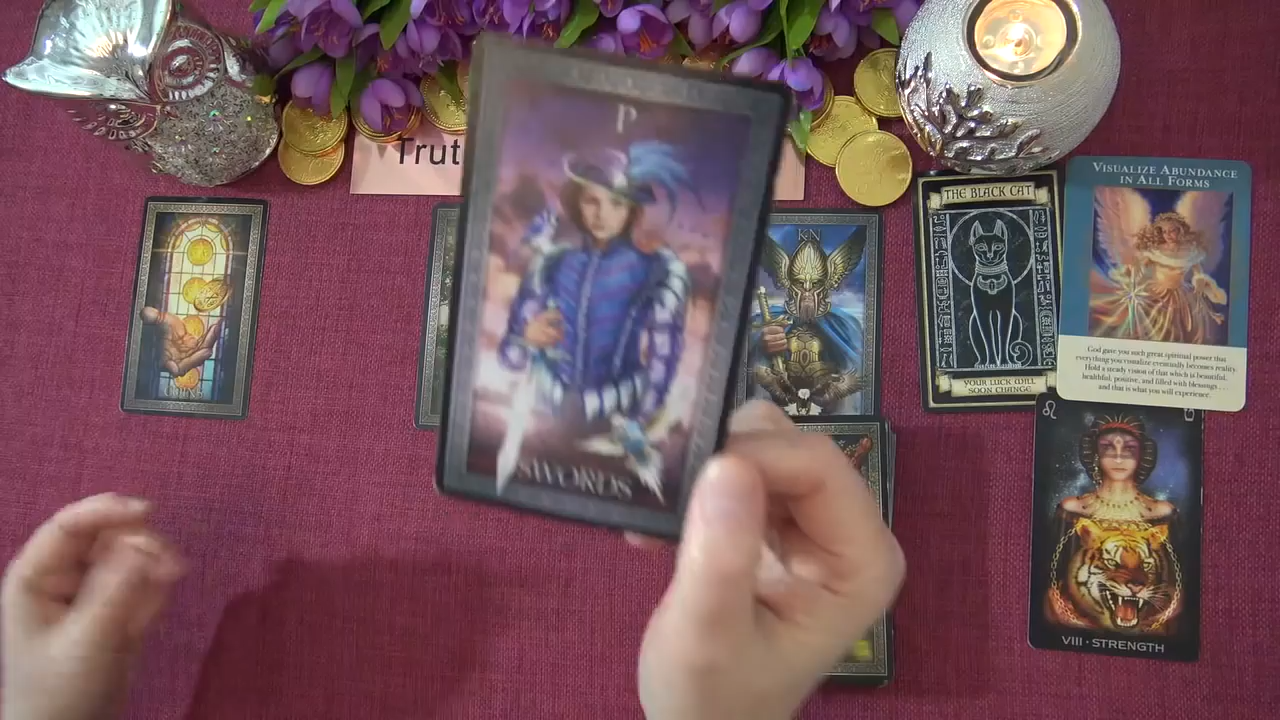 Trut
P
SWORDS
KN
THE BLACK CAT
YOUR LUCK WILL
SOON CHANGE
VISUALIZE ABUNDANCE
IN ALL FORMS
God gave you such great spiritual power that
everything you visualize eventually becomes reality.
Hold a steady vision of that which is beautiful,
healthful, positive, and filled with blessings . . .
and that is what you will experience.
VIII • STRENGTH